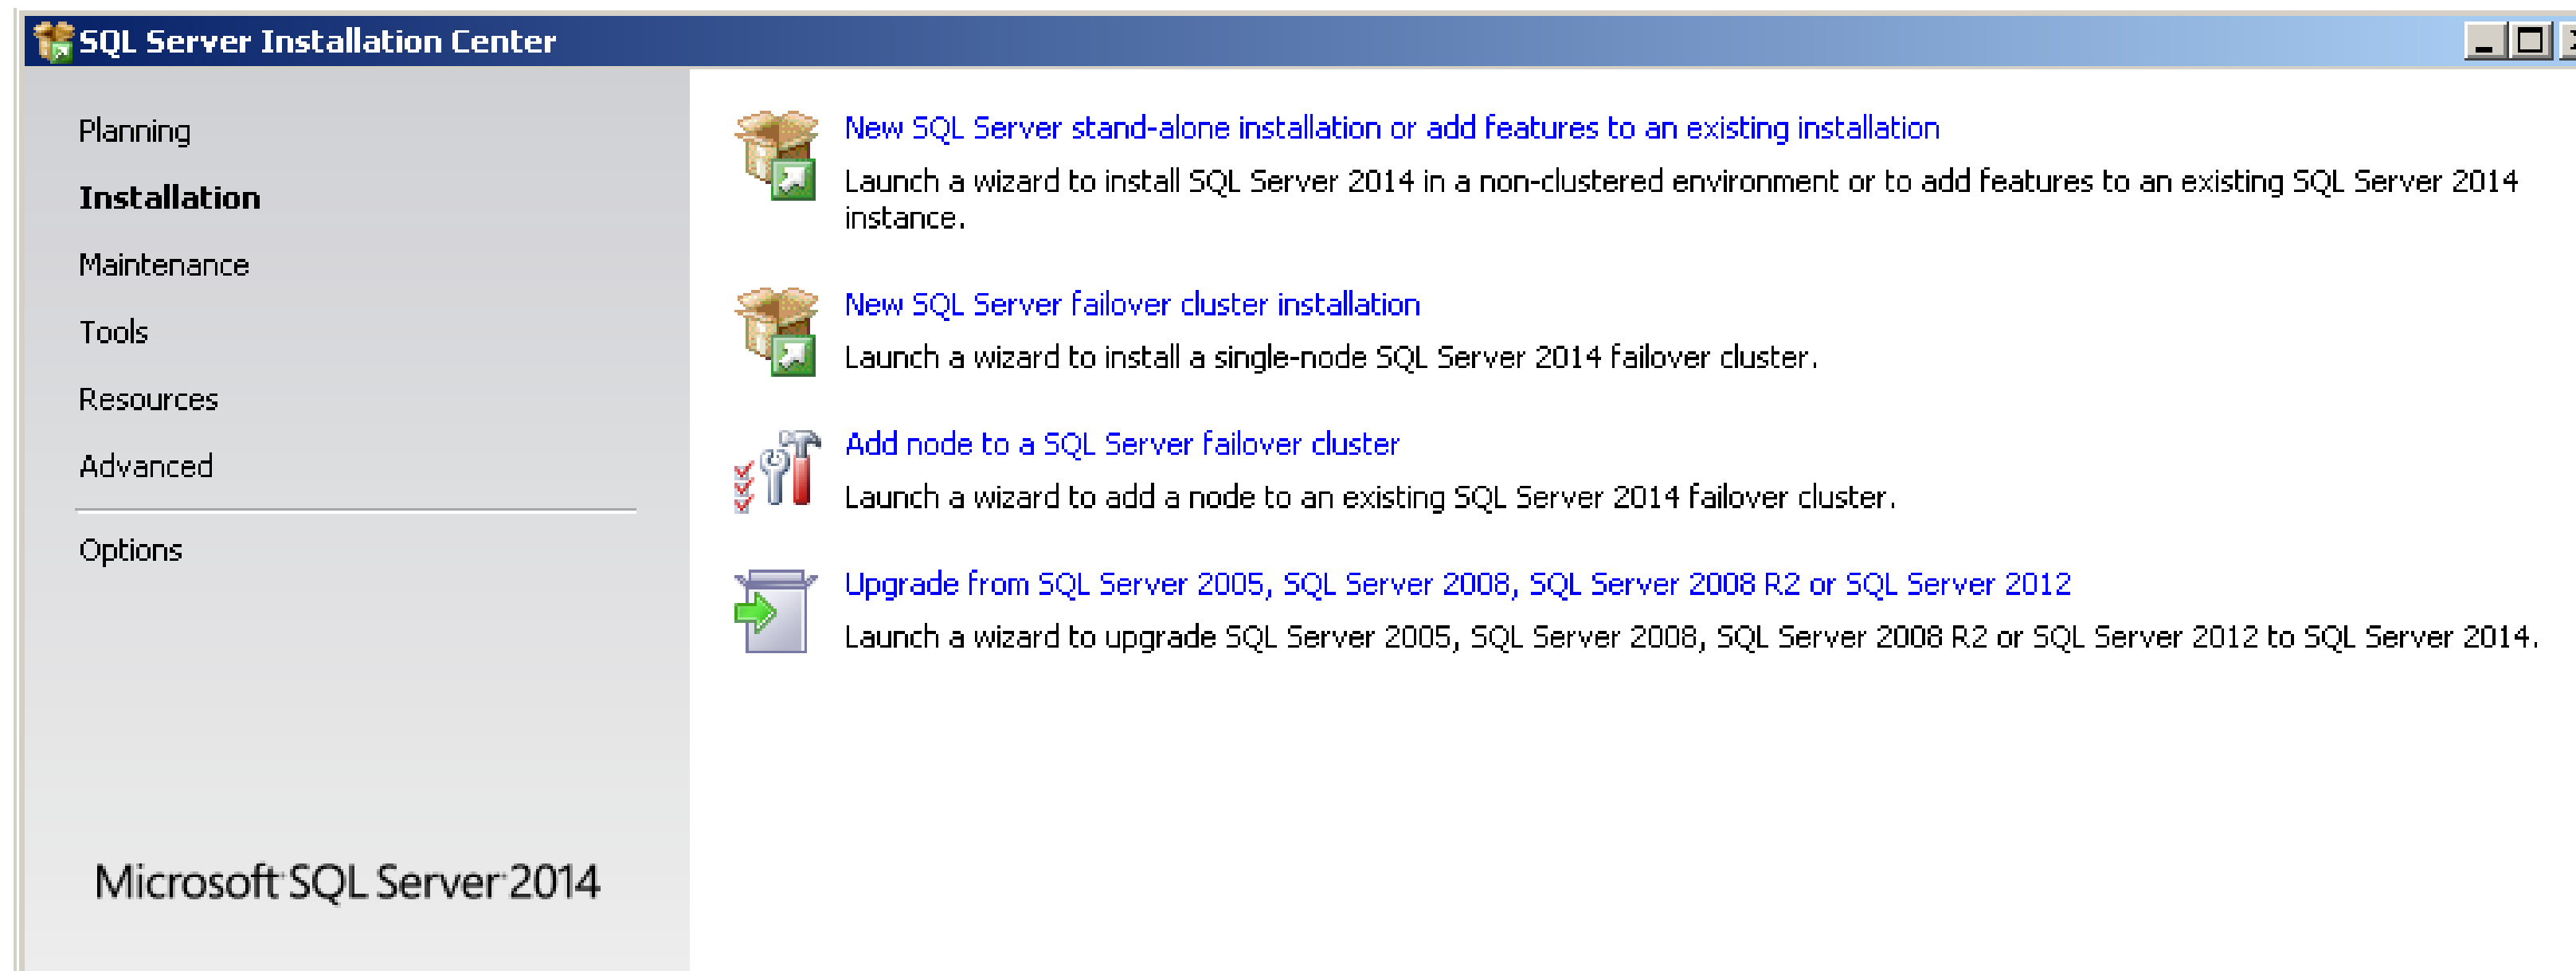 SQL Server Installation Center
Planning
Installation
Maintenance
Tools
Resources
Advanced
Options
Microsoft SQL Server 2014
New SQL Server stand-alone installation or add features to an existing installation
Launch a wizard to install SQL Server 2014 in a non-clustered environment or to add features to an existing SQL Server 2014
instance.
New SQL Server failover cluster installation
Launch a wizard to install a single-node SQL Server 2014 failover cluster.
Add node to a SQL Server failover cluster
Launch a wizard to add a node to an existing SQL Server 2014 failover cluster.
Upgrade from SQL Server 2005, SQL Server 2008, SQL Server 2008 R2 or SQL Server 2012
Launch a wizard to upgrade SQL Server 2005, SQL Server 2008, SQL Server 2008 R2 or SQL Server 2012 to SQL Server 2014.